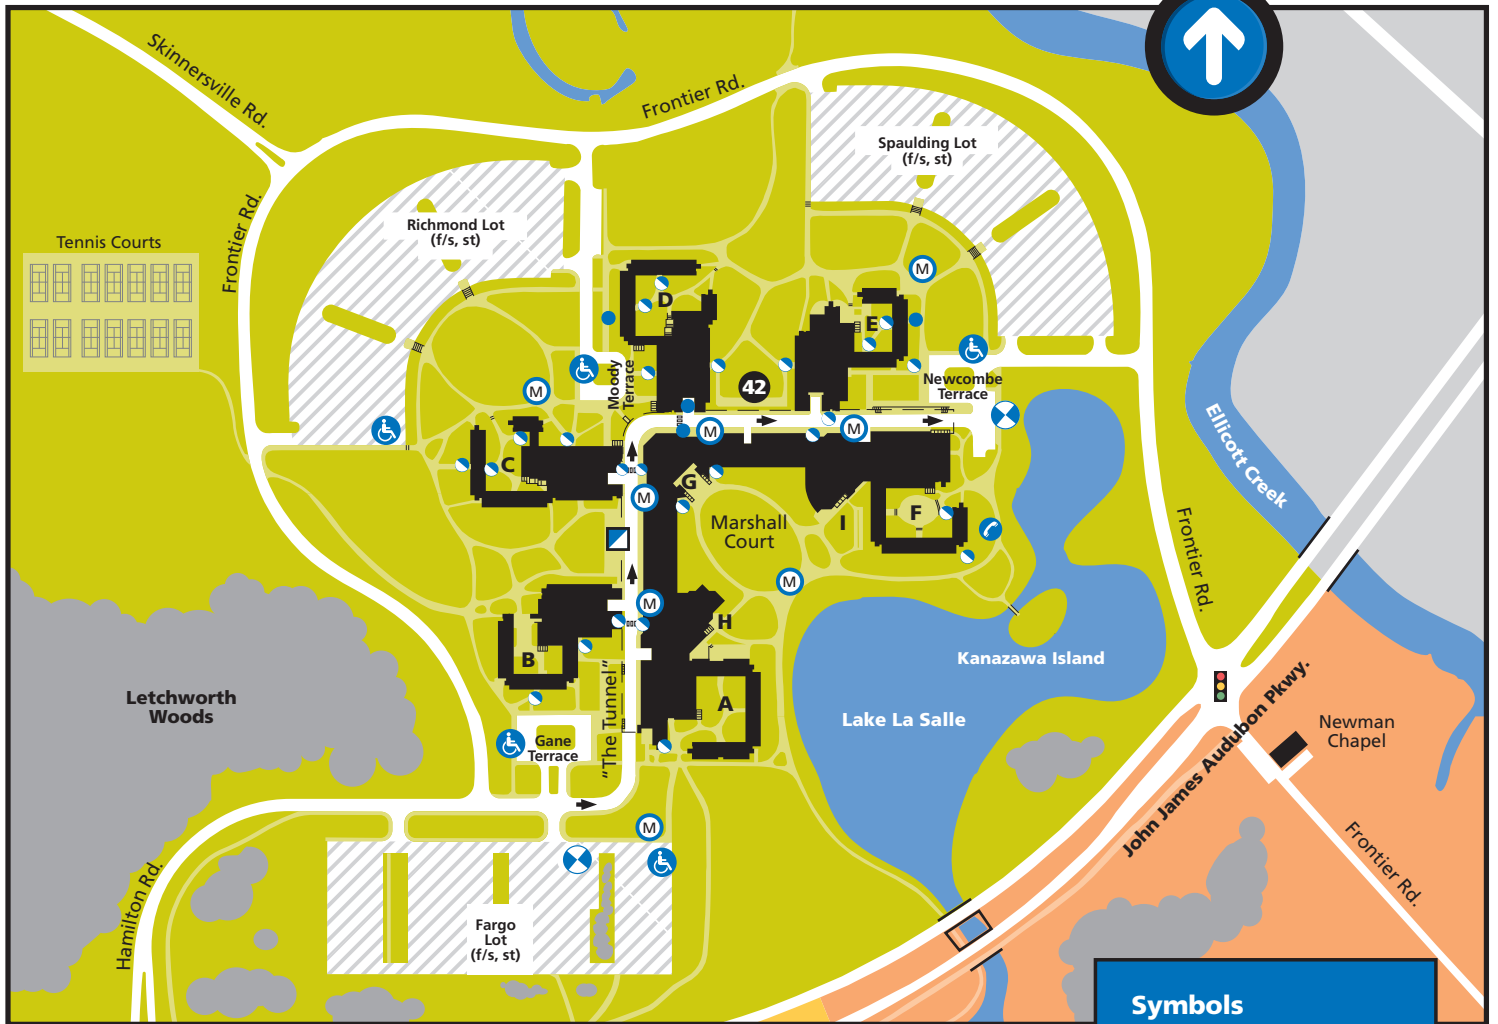 Skinnersville Rd.
Frontier Rd.
Spaulding Lot
(f/s, st)
Richmond Lot
(f/s, st)
Frontier Rd.
Tennis Courts
M
D
E
Moody
Terrace
42
Newcombe
Terrace
M
M
M
Ellicott Creek
C
G
M
Marshall
Court
I
F
Frontier Rd.
M
M
H
B
Kanazawa Island
Letchworth
Woods
"The Tunnel"
A
Lake La Salle
John James Audubon Pkwy.
Newman
Chapel
Gane
Terrace
M
Frontier Rd.
Hamilton Rd.
Fargo
Lot
(f/s, st)
Symbols